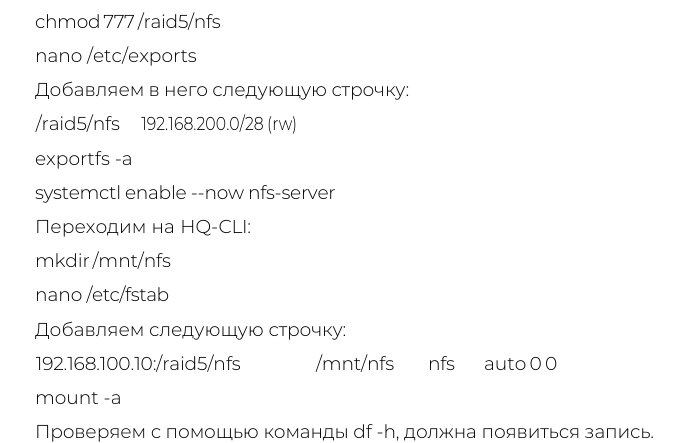 chmod 777 /raid5/nfs
nano /etc/exports
Добавляем в него следующую строчку:
/raid5/nfs 192.168.200.0/28 (rw)
exportfs -a
systemctl enable --now nfs-server
Переходим на HQ-CLI:
mkdir /mnt/nfs
nano /etc/fstab
Добавляем следующую строчку:
192.168.100.10:/raid5/nfs /mnt/nfs nfs auto 0 0
mount -a
Проверяем с помощью команды df -h, должна появиться запись.